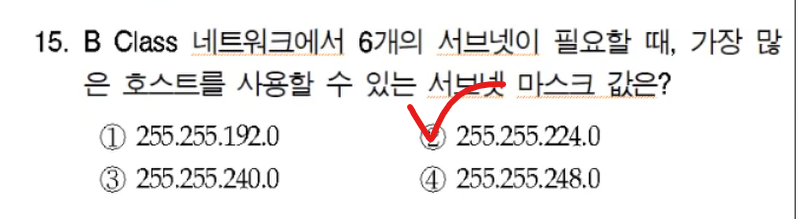 15. B Class 네트워크에서 6개의 서브넷이 필요할 때, 가장 많
은 호스트를 사용할 수 있는 서브넷 마스크 값은?
① 255.255.192.0 ② 255.255.224.0
③ 255.255.240.0 ④ 255.255.248.0